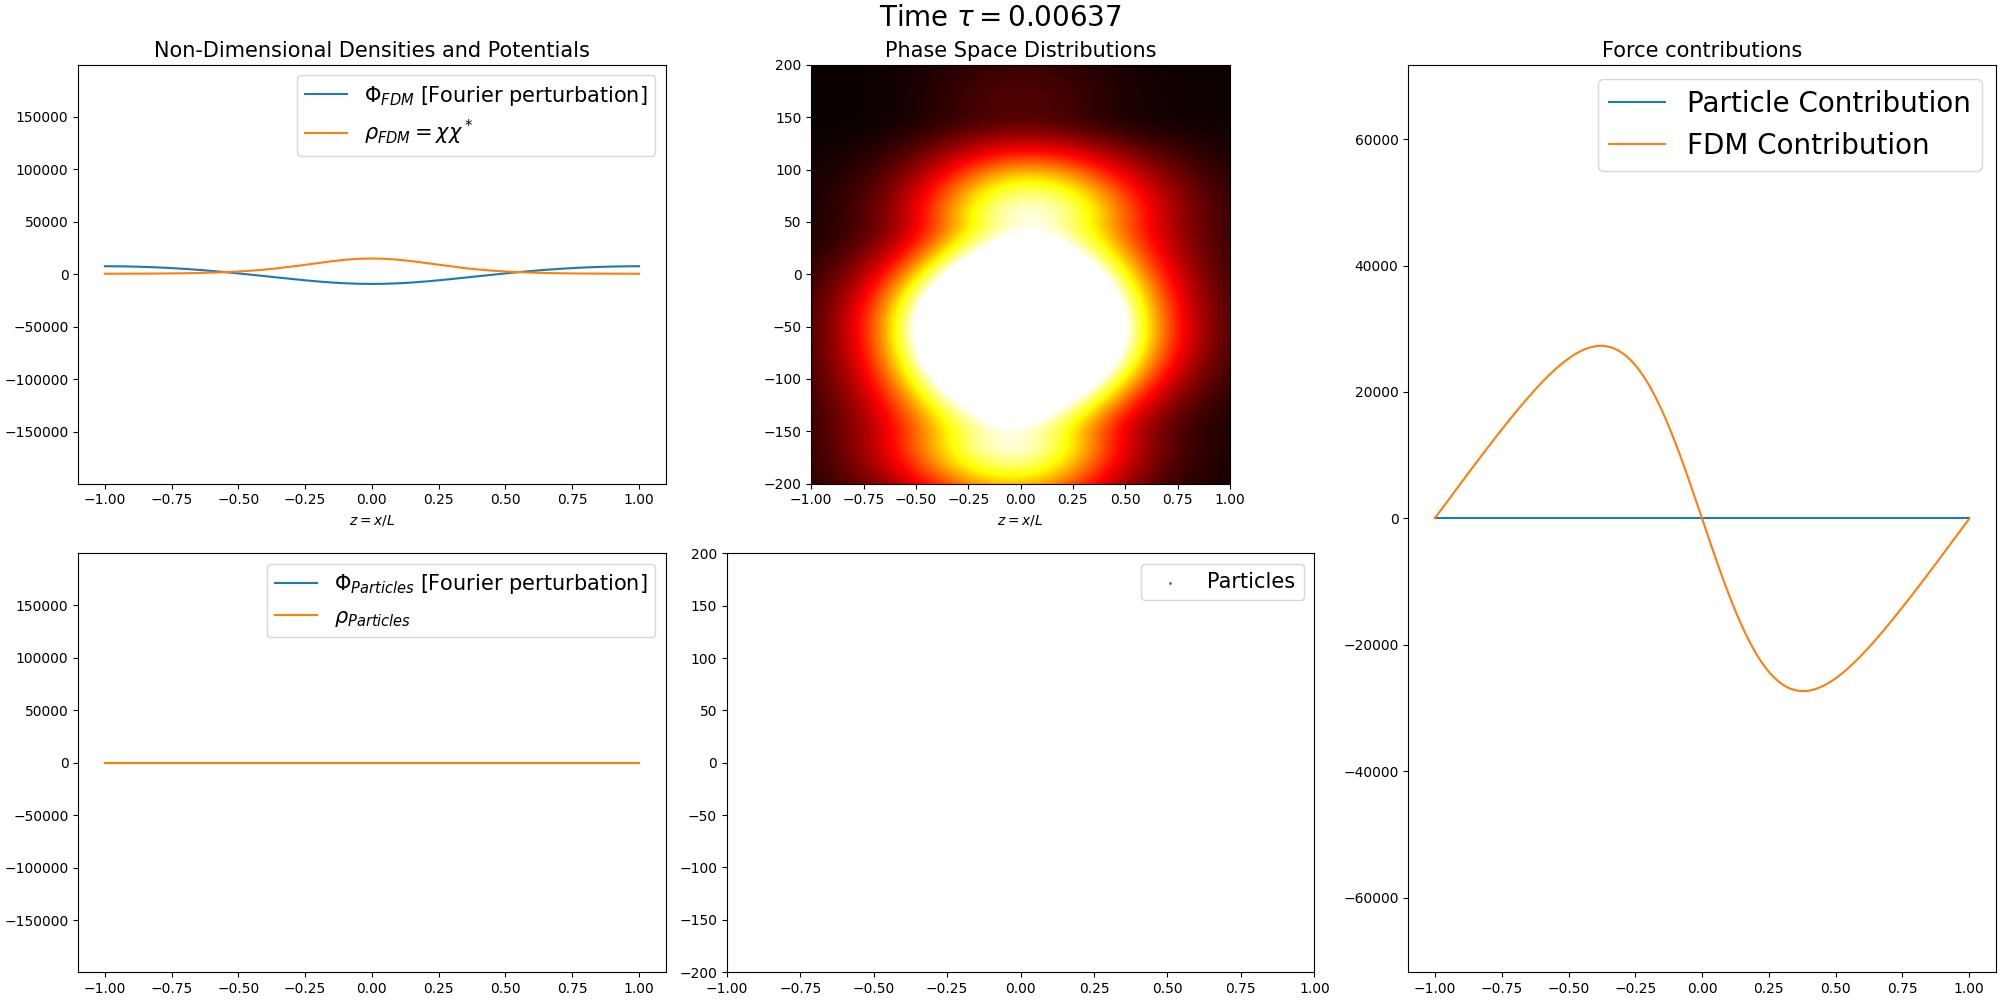 Time τ = 0.00637
Non-Dimensional Densities and Potentials
Φ_FDM [Fourier perturbation]
ρ_FDM = χχ*
150000
100000
50000
0
−50000
−100000
−150000
−1.00 −0.75 −0.50 −0.25 0.00 0.25 0.50 0.75 1.00
z = x/L
Phase Space Distributions
200
150
100
50
0
−50
−100
−150
−200
−1.00 −0.75 −0.50 −0.25 0.00 0.25 0.50 0.75 1.00
z = x/L
Force contributions
Particle Contribution
FDM Contribution
60000
40000
20000
0
−20000
−40000
−60000
−1.00 −0.75 −0.50 −0.25 0.00 0.25 0.50 0.75 1.00
Φ_Particles [Fourier perturbation]
ρ_Particles
150000
100000
50000
0
−50000
−100000
−150000
−1.00 −0.75 −0.50 −0.25 0.00 0.25 0.50 0.75 1.00
Particles
200
150
100
50
0
−50
−100
−150
−200
−1.00 −0.75 −0.50 −0.25 0.00 0.25 0.50 0.75 1.00